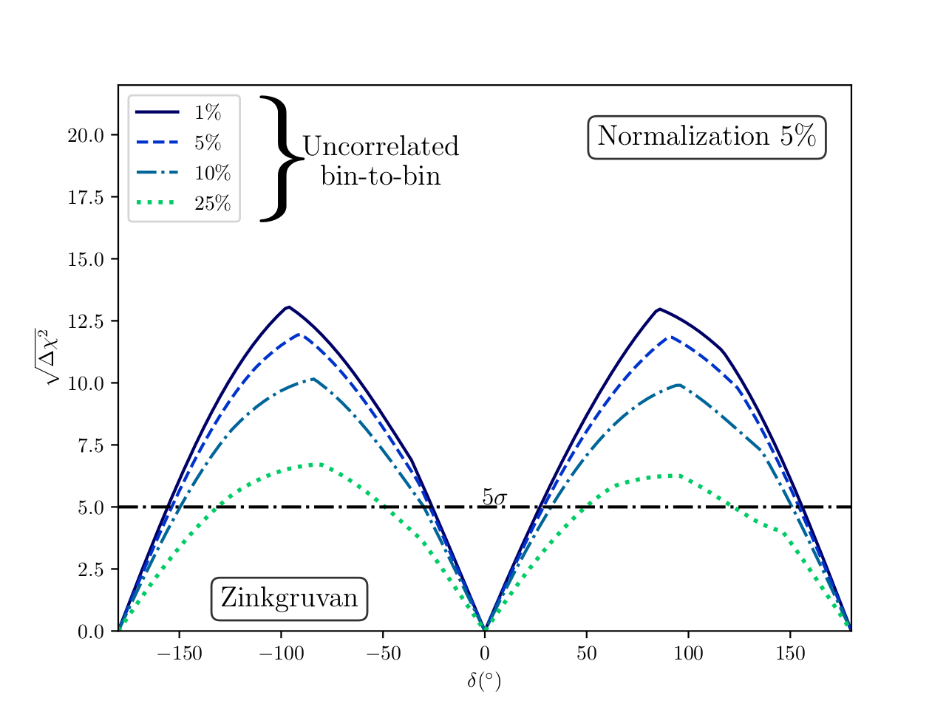 1%
5%
10%
25%
Uncorrelated
bin-to-bin
Normalization 5%
20.0
17.5
15.0
12.5
10.0
7.5
5.0
2.5
0.0
√Δχ²
5σ
Zinkgruvan
−150
−100
−50
0
50
100
150
δ(°)